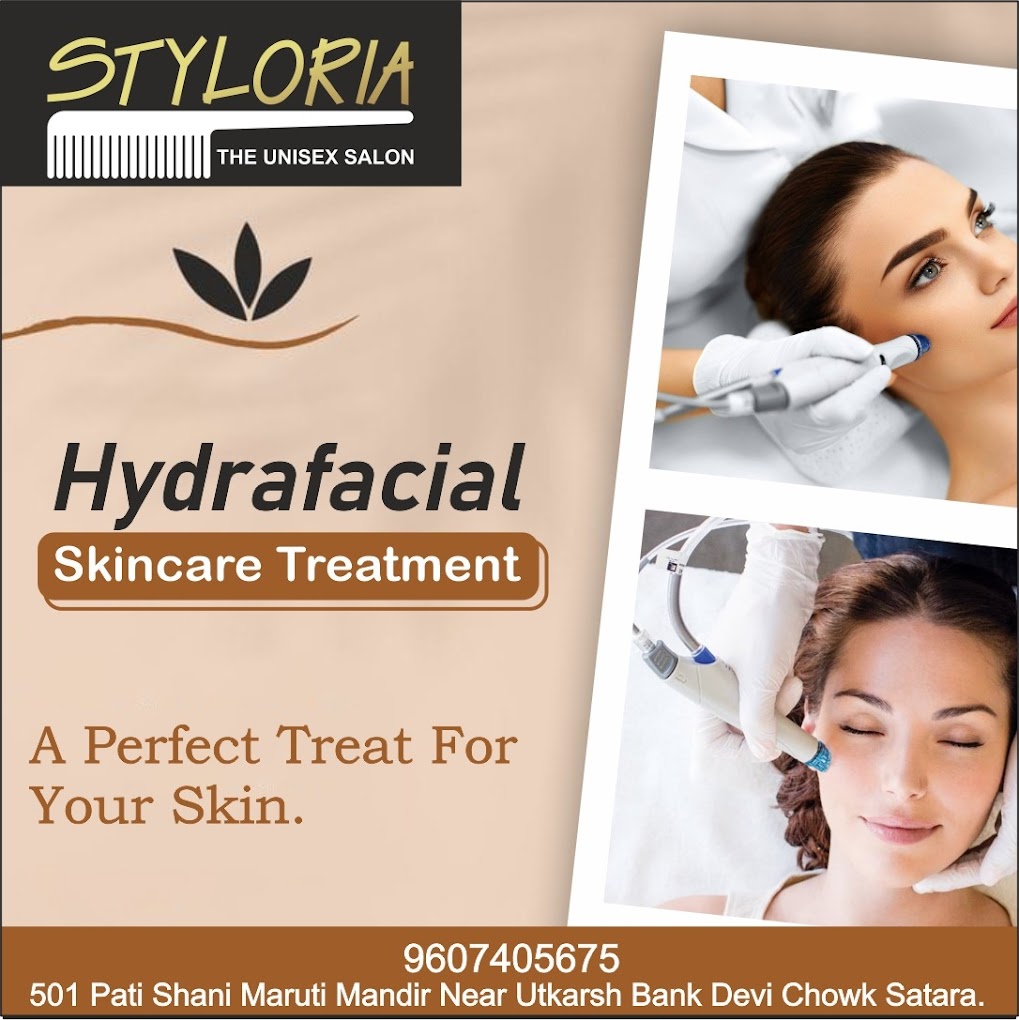 STYLORIA
THE UNISEX SALON
Hydrafacial
Skincare Treatment
A Perfect Treat For
Your Skin.
9607405675
501 Pati Shani Maruti Mandir Near Utkarsh Bank Devi Chowk Satara.